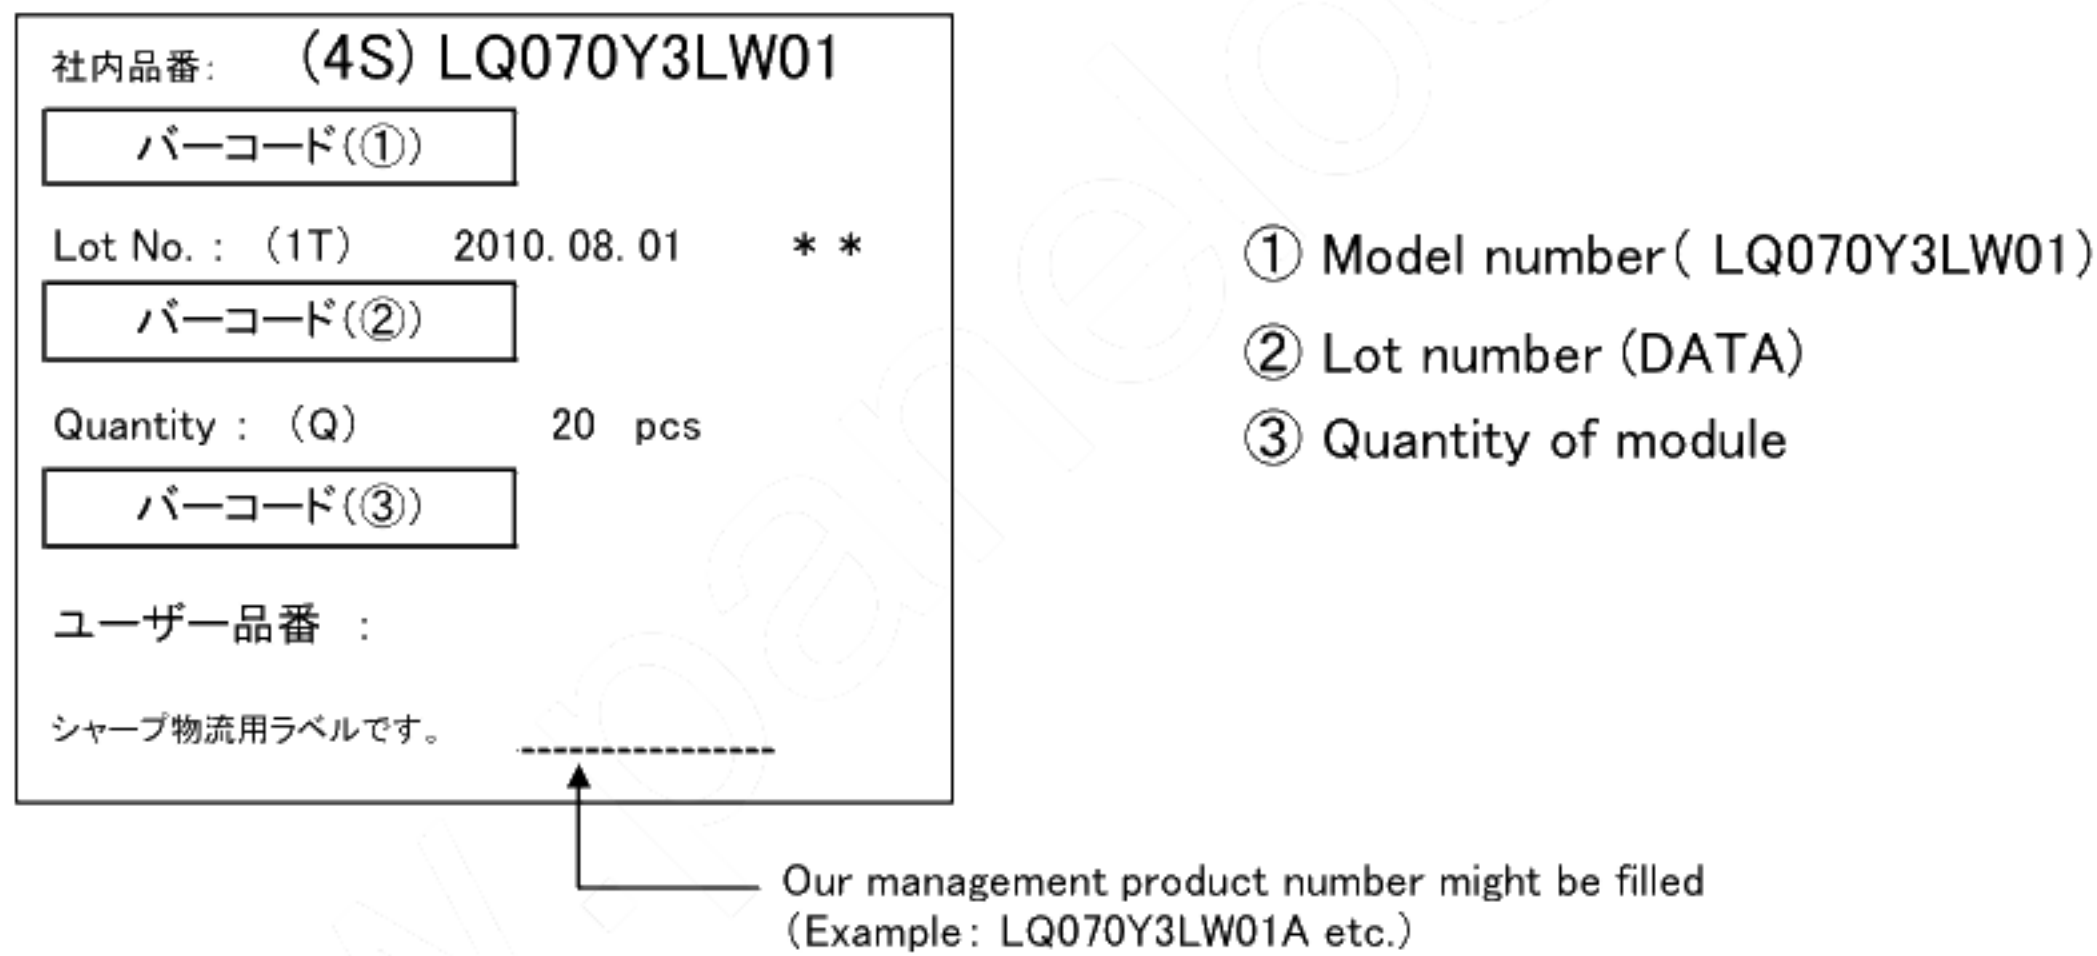 社内品番: (4S) LQ070Y3LW01
バーコード(①)
Lot No. : (1T) 2010. 08. 01 * *
バーコード(②)
Quantity : (Q) 20 pcs
バーコード(③)
ユーザー品番 :
シャープ物流用ラベルです。
① Model number( LQ070Y3LW01)
② Lot number (DATA)
③ Quantity of module
Our management product number might be filled
(Example: LQ070Y3LW01A etc.)